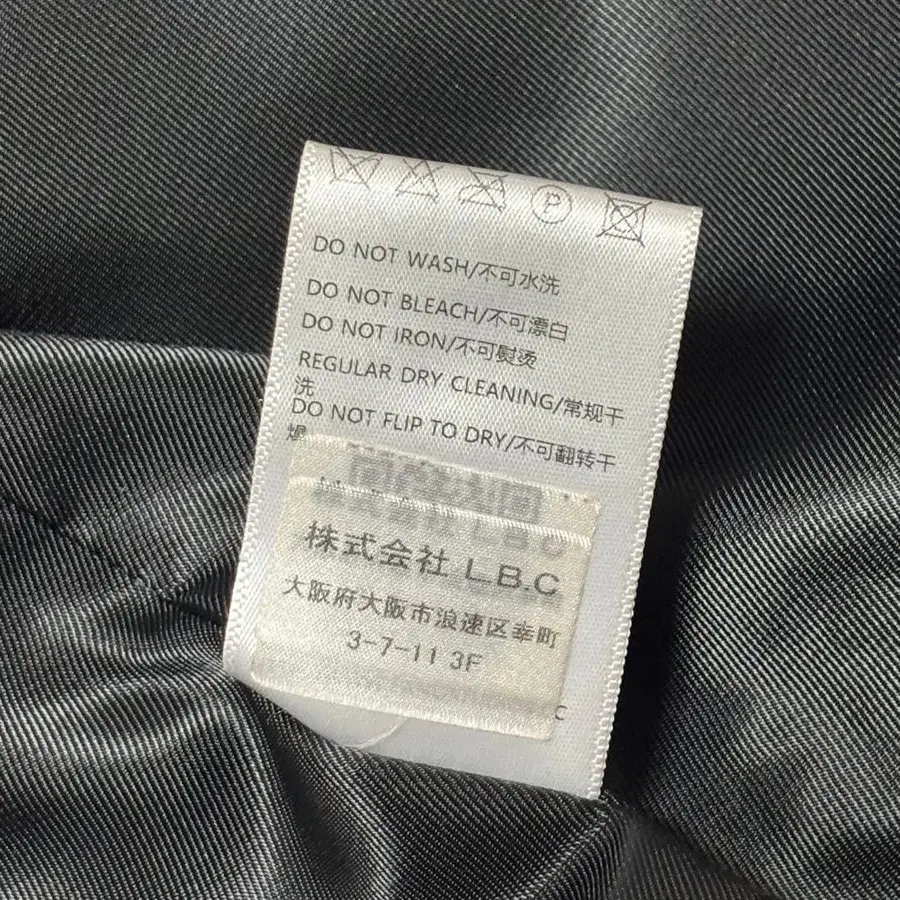 P
DO NOT WASH/不可水洗
DO NOT BLEACH/不可漂白
DO NOT IRON/不可熨烫
REGULAR DRY CLEANING/常规干
洗
DO NOT FLIP TO DRY/不可翻转干
株式会社 L.B.C
大阪府大阪市浪速区幸町
3-7-11 3F
C